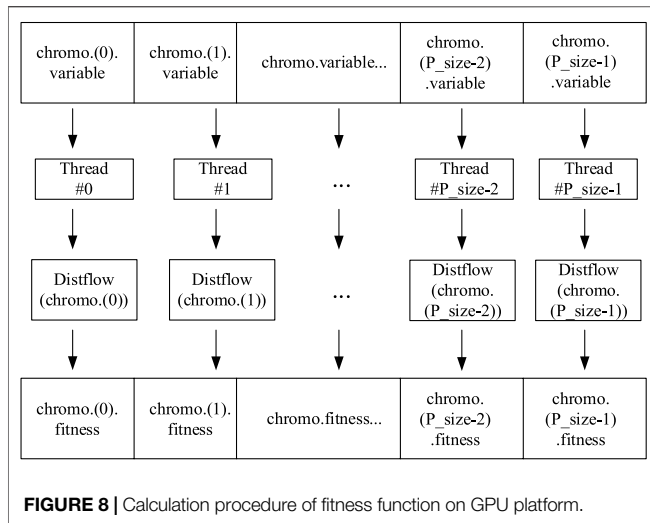 chromo.(0).
variable
chromo.(1).
variable
chromo.variable...
chromo.
(P_size-2)
.variable
chromo.
(P_size-1)
.variable
Thread
#0
Thread
#1
...
Thread
#P_size-2
Thread
#P_size-1
Distflow
(chromo.(0))
Distflow
(chromo.(1))
...
Distflow
(chromo.
(P_size-2))
Distflow
(chromo.
(P_size-1))
chromo.(0).
fitness
chromo.(1).
fitness
chromo.fitness...
chromo.
(P_size-2)
.fitness
chromo.
(P_size-1)
.fitness
FIGURE 8 | Calculation procedure of fitness function on GPU platform.